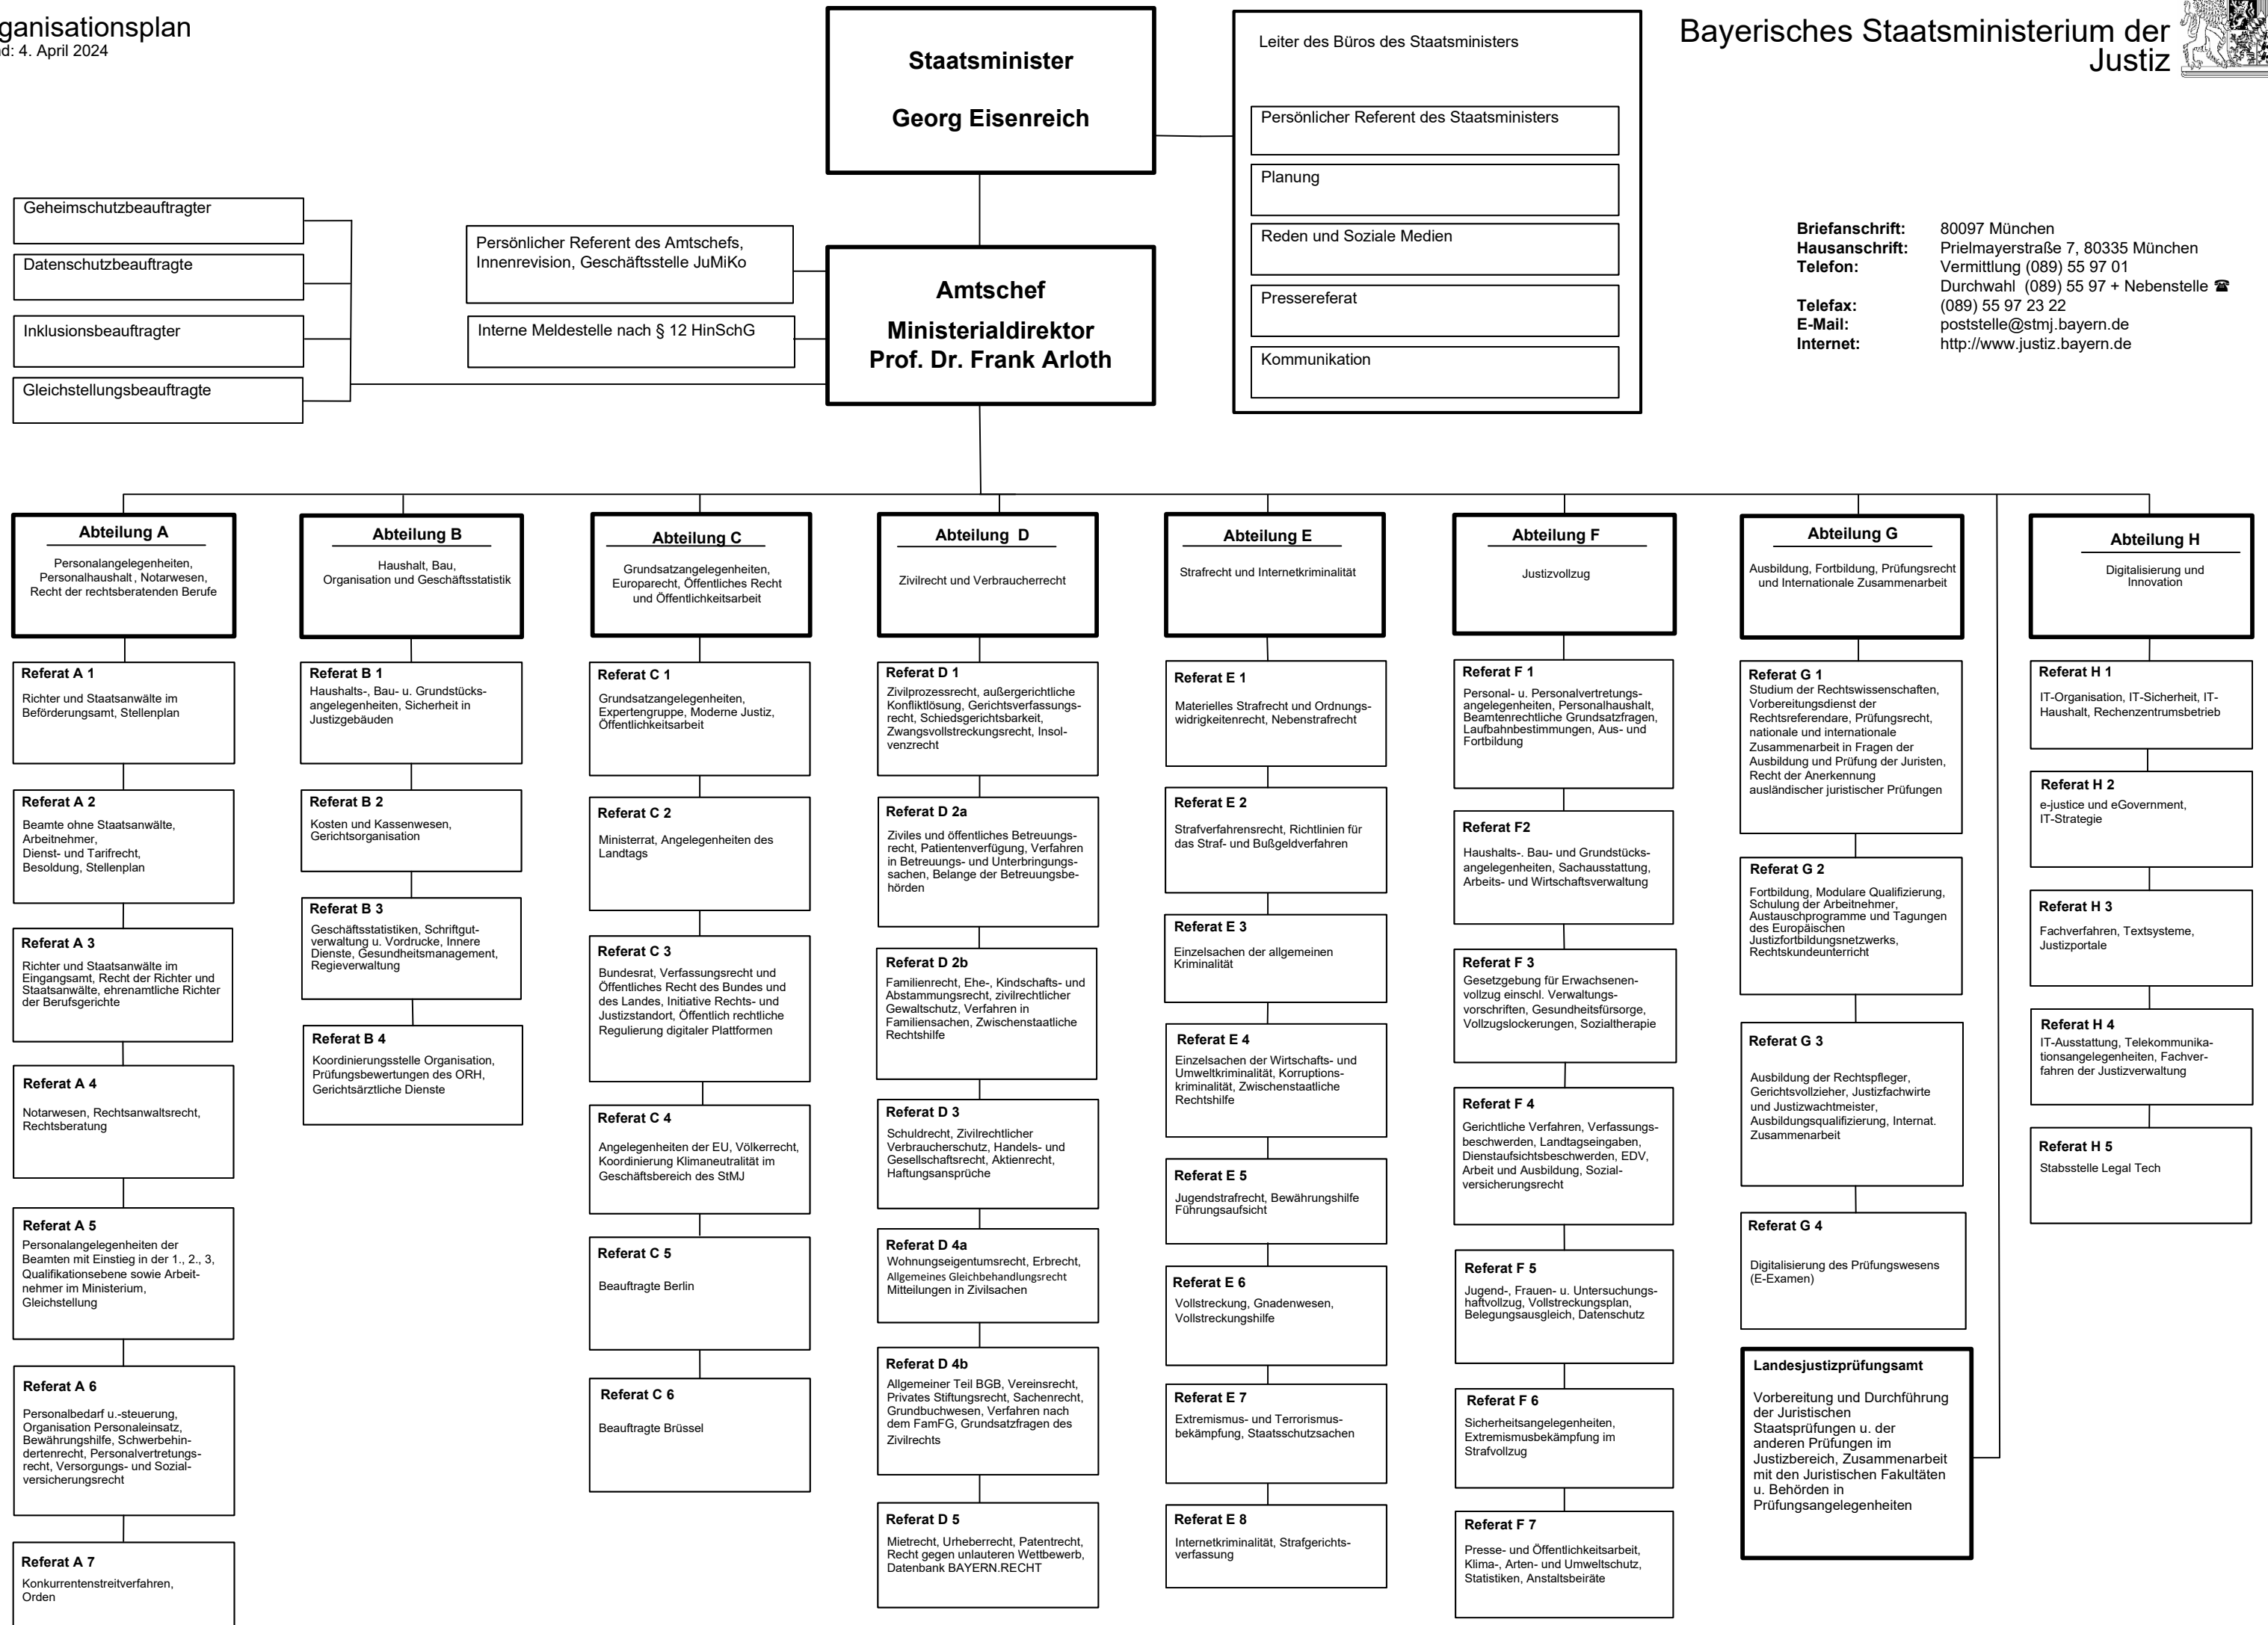 ganisationsplan
nd: 4. April 2024
Staatsminister
Georg Eisenreich
Leiter des Büros des Staatsministers
Persönlicher Referent des Staatsministers
Planung
Reden und Soziale Medien
Pressereferat
Kommunikation
Bayerisches Staatsministerium der
Justiz
Briefanschrift: 80097 München
Hausanschrift: Prielmayerstraße 7, 80335 München
Telefon: Vermittlung (089) 55 97 01
Durchwahl (089) 55 97 + Nebenstelle ☎
Telefax: (089) 55 97 23 22
E-Mail: poststelle@stmj.bayern.de
Internet: http://www.justiz.bayern.de
Geheimschutzbeauftragter
Datenschutzbeauftragte
Inklusionsbeauftragter
Gleichstellungsbeauftragte
Persönlicher Referent des Amtschefs,
Innenrevision, Geschäftsstelle JuMiKo
Interne Meldestelle nach § 12 HinSchG
Amtschef
Ministerialdirektor
Prof. Dr. Frank Arloth
Abteilung A
Personalangelegenheiten,
Personalhaushalt, Notarwesen,
Recht der rechtsberatenden Berufe
Referat A 1
Richter und Staatsanwälte im
Beförderungsamt, Stellenplan
Referat A 2
Beamte ohne Staatsanwälte,
Arbeitnehmer,
Dienst- und Tarifrecht,
Besoldung, Stellenplan
Referat A 3
Richter und Staatsanwälte im
Eingangsamt, Recht der Richter und
Staatsanwälte, ehrenamtliche Richter
der Berufsgerichte
Referat A 4
Notarwesen, Rechtsanwaltsrecht,
Rechtsberatung
Referat A 5
Personalangelegenheiten der
Beamten mit Einstieg in der 1., 2., 3,
Qualifikationsebene sowie Arbeit-
nehmer im Ministerium,
Gleichstellung
Referat A 6
Personalbedarf u.-steuerung,
Organisation Personaleinsatz,
Bewährungshilfe, Schwerbehin-
dertenrecht, Personalvertretungs-
recht, Versorgungs- und Sozial-
versicherungsrecht
Referat A 7
Konkurrentenstreitverfahren,
Orden
Abteilung B
Haushalt, Bau,
Organisation und Geschäftsstatistik
Referat B 1
Haushalts-, Bau- u. Grundstücks-
angelegenheiten, Sicherheit in
Justizgebäuden
Referat B 2
Kosten und Kassenwesen,
Gerichtsorganisation
Referat B 3
Geschäftsstatistiken, Schriftgut-
verwaltung u. Vordrucke, Innere
Dienste, Gesundheitsmanagement,
Regieverwaltung
Referat B 4
Koordinierungsstelle Organisation,
Prüfungsbewertungen des ORH,
Gerichtsärztliche Dienste
Abteilung C
Grundsatzangelegenheiten,
Europarecht, Öffentliches Recht
und Öffentlichkeitsarbeit
Referat C 1
Grundsatzangelegenheiten,
Expertengruppe, Moderne Justiz,
Öffentlichkeitsarbeit
Referat C 2
Ministerrat, Angelegenheiten des
Landtags
Referat C 3
Bundesrat, Verfassungsrecht und
Öffentliches Recht des Bundes und
des Landes, Initiative Rechts- und
Justizstandort, Öffentlich rechtliche
Regulierung digitaler Plattformen
Referat C 4
Angelegenheiten der EU, Völkerrecht,
Koordinierung Klimaneutralität im
Geschäftsbereich des StMJ
Referat C 5
Beauftragte Berlin
Referat C 6
Beauftragte Brüssel
Abteilung D
Zivilrecht und Verbraucherrecht
Referat D 1
Zivilprozessrecht, außergerichtliche
Konfliktlösung, Gerichtsverfassungs-
recht, Schiedsgerichtsbarkeit,
Zwangsvollstreckungsrecht, Insol-
venzrecht
Referat D 2a
Ziviles und öffentliches Betreuungs-
recht, Patientenverfügung, Verfahren
in Betreuungs- und Unterbringungs-
sachen, Belange der Betreuungsbe-
hörden
Referat D 2b
Familienrecht, Ehe-, Kindschafts- und
Abstammungsrecht, zivilrechtlicher
Gewaltschutz, Verfahren in
Familiensachen, Zwischenstaatliche
Rechtshilfe
Referat D 3
Schuldrecht, Zivilrechtlicher
Verbraucherschutz, Handels- und
Gesellschaftsrecht, Aktienrecht,
Haftungsansprüche
Referat D 4a
Wohnungseigentumsrecht, Erbrecht,
Allgemeines Gleichbehandlungsrecht
Mitteilungen in Zivilsachen
Referat D 4b
Allgemeiner Teil BGB, Vereinsrecht,
Privates Stiftungsrecht, Sachenrecht,
Grundbuchwesen, Verfahren nach
dem FamFG, Grundsatzfragen des
Zivilrechts
Referat D 5
Mietrecht, Urheberrecht, Patentrecht,
Recht gegen unlauteren Wettbewerb,
Datenbank BAYERN.RECHT
Abteilung E
Strafrecht und Internetkriminalität
Referat E 1
Materielles Strafrecht und Ordnungs-
widrigkeitenrecht, Nebenstrafrecht
Referat E 2
Strafverfahrensrecht, Richtlinien für
das Straf- und Bußgeldverfahren
Referat E 3
Einzelsachen der allgemeinen
Kriminalität
Referat E 4
Einzelsachen der Wirtschafts- und
Umweltkriminalität, Korruptions-
kriminalität, Zwischenstaatliche
Rechtshilfe
Referat E 5
Jugendstrafrecht, Bewährungshilfe
Führungsaufsicht
Referat E 6
Vollstreckung, Gnadenwesen,
Vollstreckungshilfe
Referat E 7
Extremismus- und Terrorismus-
bekämpfung, Staatsschutzsachen
Referat E 8
Internetkriminalität, Strafgerichts-
verfassung
Abteilung F
Justizvollzug
Referat F 1
Personal- u. Personalvertretungs-
angelegenheiten, Personalhaushalt,
Beamtenrechtliche Grundsatzfragen,
Laufbahnbestimmungen, Aus- und
Fortbildung
Referat F2
Haushalts-. Bau- und Grundstücks-
angelegenheiten, Sachausstattung,
Arbeits- und Wirtschaftsverwaltung
Referat F 3
Gesetzgebung für Erwachsenen-
vollzug einschl. Verwaltungs-
vorschriften, Gesundheitsfürsorge,
Vollzugslockerungen, Sozialtherapie
Referat F 4
Gerichtliche Verfahren, Verfassungs-
beschwerden, Landtagseingaben,
Dienstaufsichtsbeschwerden, EDV,
Arbeit und Ausbildung, Sozial-
versicherungsrecht
Referat F 5
Jugend-, Frauen- u. Untersuchungs-
haftvollzug, Vollstreckungsplan,
Belegungsausgleich, Datenschutz
Referat F 6
Sicherheitsangelegenheiten,
Extremismusbekämpfung im
Strafvollzug
Referat F 7
Presse- und Öffentlichkeitsarbeit,
Klima-, Arten- und Umweltschutz,
Statistiken, Anstaltsbeiräte
Abteilung G
Ausbildung, Fortbildung, Prüfungsrecht
und Internationale Zusammenarbeit
Referat G 1
Studium der Rechtswissenschaften,
Vorbereitungsdienst der
Rechtsreferendare, Prüfungsrecht,
nationale und internationale
Zusammenarbeit in Fragen der
Ausbildung und Prüfung der Juristen,
Recht der Anerkennung
ausländischer juristischer Prüfungen
Referat G 2
Fortbildung, Modulare Qualifizierung,
Schulung der Arbeitnehmer,
Austauschprogramme und Tagungen
des Europäischen
Justizfortbildungsnetzwerks,
Rechtskundeunterricht
Referat G 3
Ausbildung der Rechtspfleger,
Gerichtsvollzieher, Justizfachwirte
und Justizwachtmeister,
Ausbildungsqualifizierung, Internat.
Zusammenarbeit
Referat G 4
Digitalisierung des Prüfungswesens
(E-Examen)
Landesjustizprüfungsamt
Vorbereitung und Durchführung
der Juristischen
Staatsprüfungen u. der
anderen Prüfungen im
Justizbereich, Zusammenarbeit
mit den Juristischen Fakultäten
u. Behörden in
Prüfungsangelegenheiten
Abteilung H
Digitalisierung und
Innovation
Referat H 1
IT-Organisation, IT-Sicherheit, IT-
Haushalt, Rechenzentrumsbetrieb
Referat H 2
e-justice und eGovernment,
IT-Strategie
Referat H 3
Fachverfahren, Textsysteme,
Justizportale
Referat H 4
IT-Ausstattung, Telekommunika-
tionsangelegenheiten, Fachver-
fahren der Justizverwaltung
Referat H 5
Stabsstelle Legal Tech